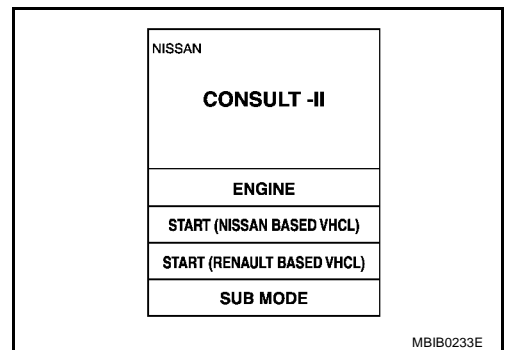 NISSAN
CONSULT -II
ENGINE
START (NISSAN BASED VHCL)
START (RENAULT BASED VHCL)
SUB MODE
MBIB0233E